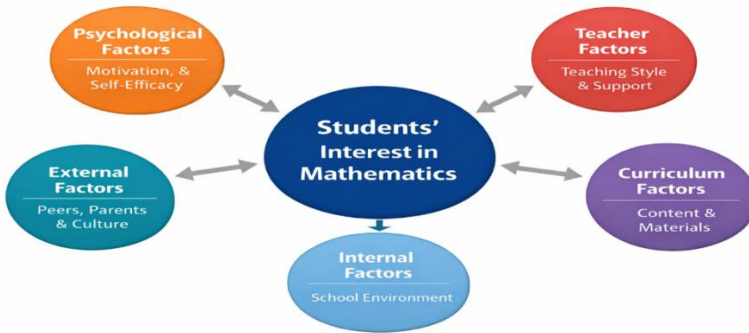 Psychological
Factors
Motivation, &
Self-Efficacy
Teacher
Factors
Teaching Style
& Support
Students'
Interest in
Mathematics
External
Factors
Peers, Parents
& Culture
Curriculum
Factors
Content &
Materials
Internal
Factors
School Environment